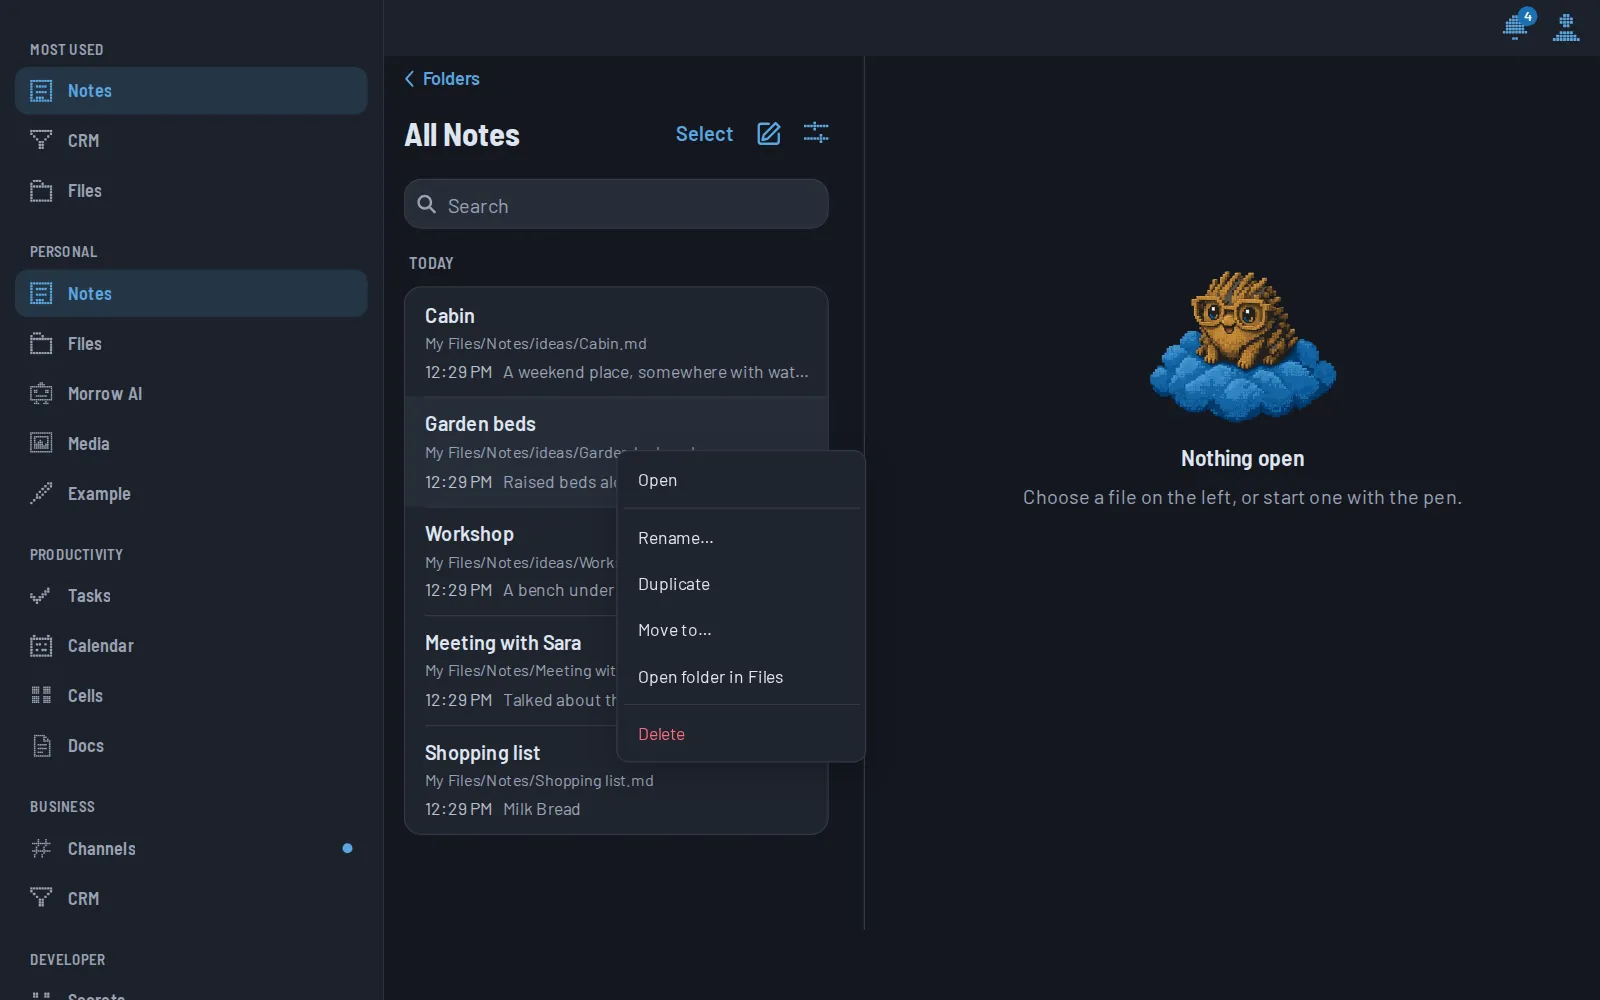 4
MOST USED
Notes
CRM
Files
PERSONAL
Notes
Files
Morrow AI
Media
Example
PRODUCTIVITY
Tasks
Calendar
Cells
Docs
BUSINESS
Channels
CRM
DEVELOPER
Secrets
Folders
All Notes
Select
Search
TODAY
Cabin
My Files/Notes/ideas/Cabin.md
12:29 PM A weekend place, somewhere with wat...
Garden beds
My Files/Notes/ideas/Garden
12:29 PM Raised beds
Workshop
My Files/Notes/ideas/Work
12:29 PM A bench under
Meeting with Sara
My Files/Notes/Meeting wit
12:29 PM Talked about th
Shopping list
My Files/Notes/Shopping list.md
12:29 PM Milk Bread
Open
Rename...
Duplicate
Move to...
Open folder in Files
Delete
Nothing open
Choose a file on the left, or start one with the pen.